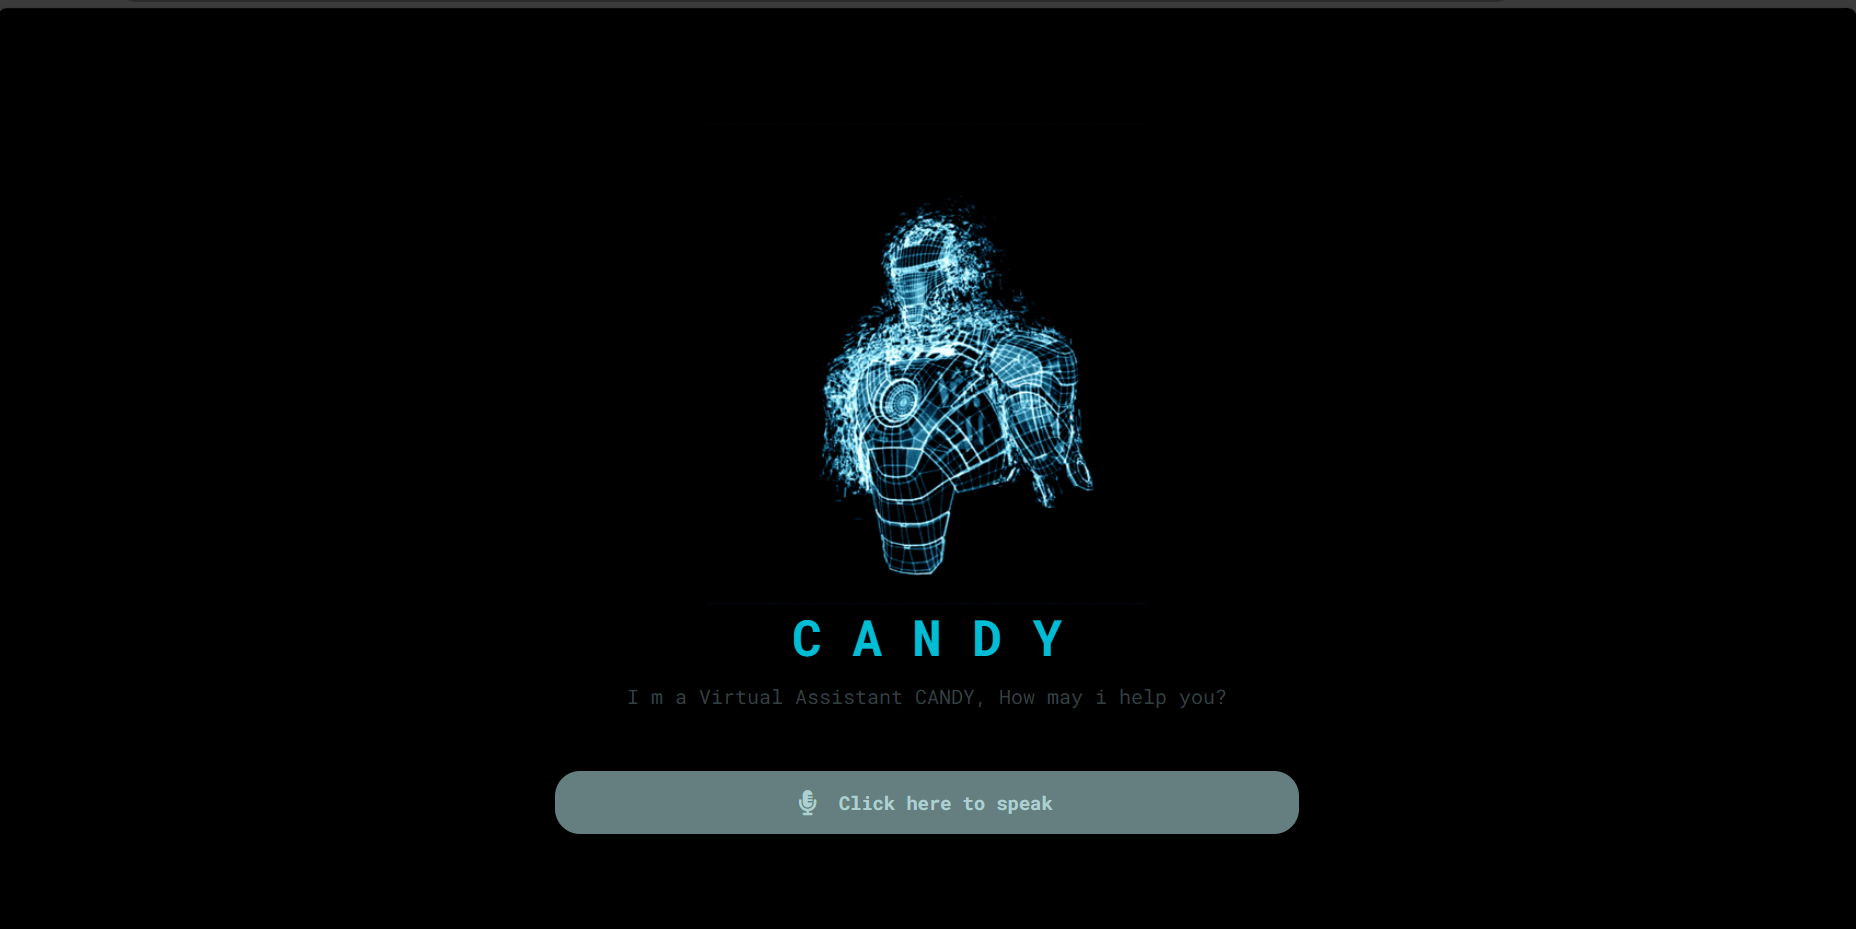 C A N D Y
I m a Virtual Assistant CANDY, How may i help you?
Click here to speak